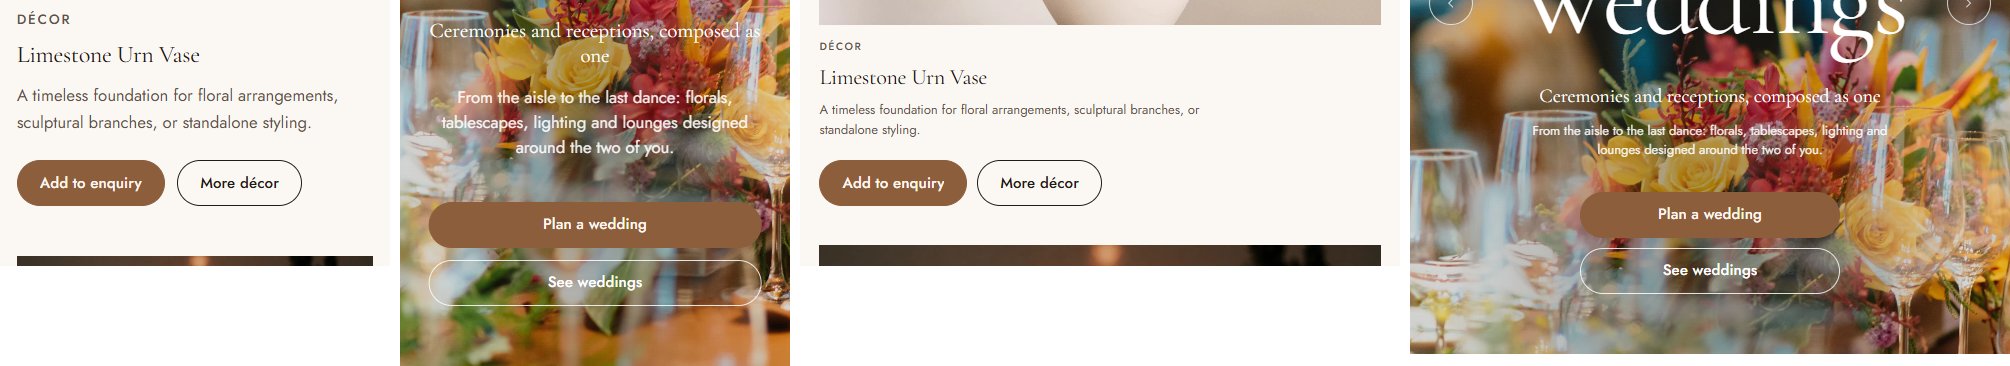 DÉCOR
Limestone Urn Vase
A timeless foundation for floral arrangements,
sculptural branches, or standalone styling.
Add to enquiry
More décor
Ceremonies and receptions, composed as
one
From the aisle to the last dance: florals,
tablescapes, lighting and lounges designed
around the two of you.
Plan a wedding
See weddings
DÉCOR
Limestone Urn Vase
A timeless foundation for floral arrangements, sculptural branches, or
standalone styling.
Add to enquiry
More décor
weddings
Ceremonies and receptions, composed as one
From the aisle to the last dance: florals, tablescapes, lighting and
lounges designed around the two of you.
Plan a wedding
See weddings